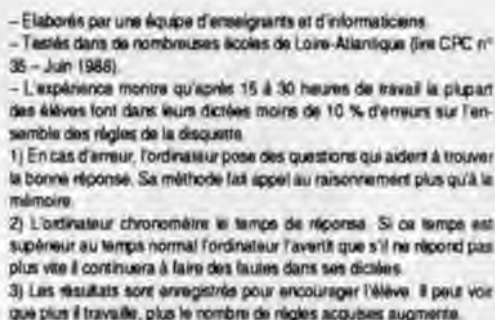 – Elaborés par une équipe d'enseignants et d'informaticiens
– Testés dans de nombreuses écoles de Loire-Atlantique (lire CPC n°
35 – Juin 1986).
– L'expérience montre qu'après 15 à 30 heures de travail la plupart
des élèves font dans leurs dictées moins de 10 % d'erreurs sur l'en-
semble des règles de la disquette
1) En cas d'erreur, l'ordinateur pose des questions qui aident à trouver
la bonne réponse. Sa méthode fait appel au raisonnement plus qu'à la
mémoire.
2) L'ordinateur chronomètre le temps de réponse. Si ce temps est
supérieur au temps normal l'ordinateur l'avertit que s'il ne répond pas
plus vite il continuera à faire des fautes dans ses dictées.
3) Les résultats sont enregistrés pour encourager l'élève. Il peut voir
que plus il travaille, plus le nombre de règles acquises augmente.